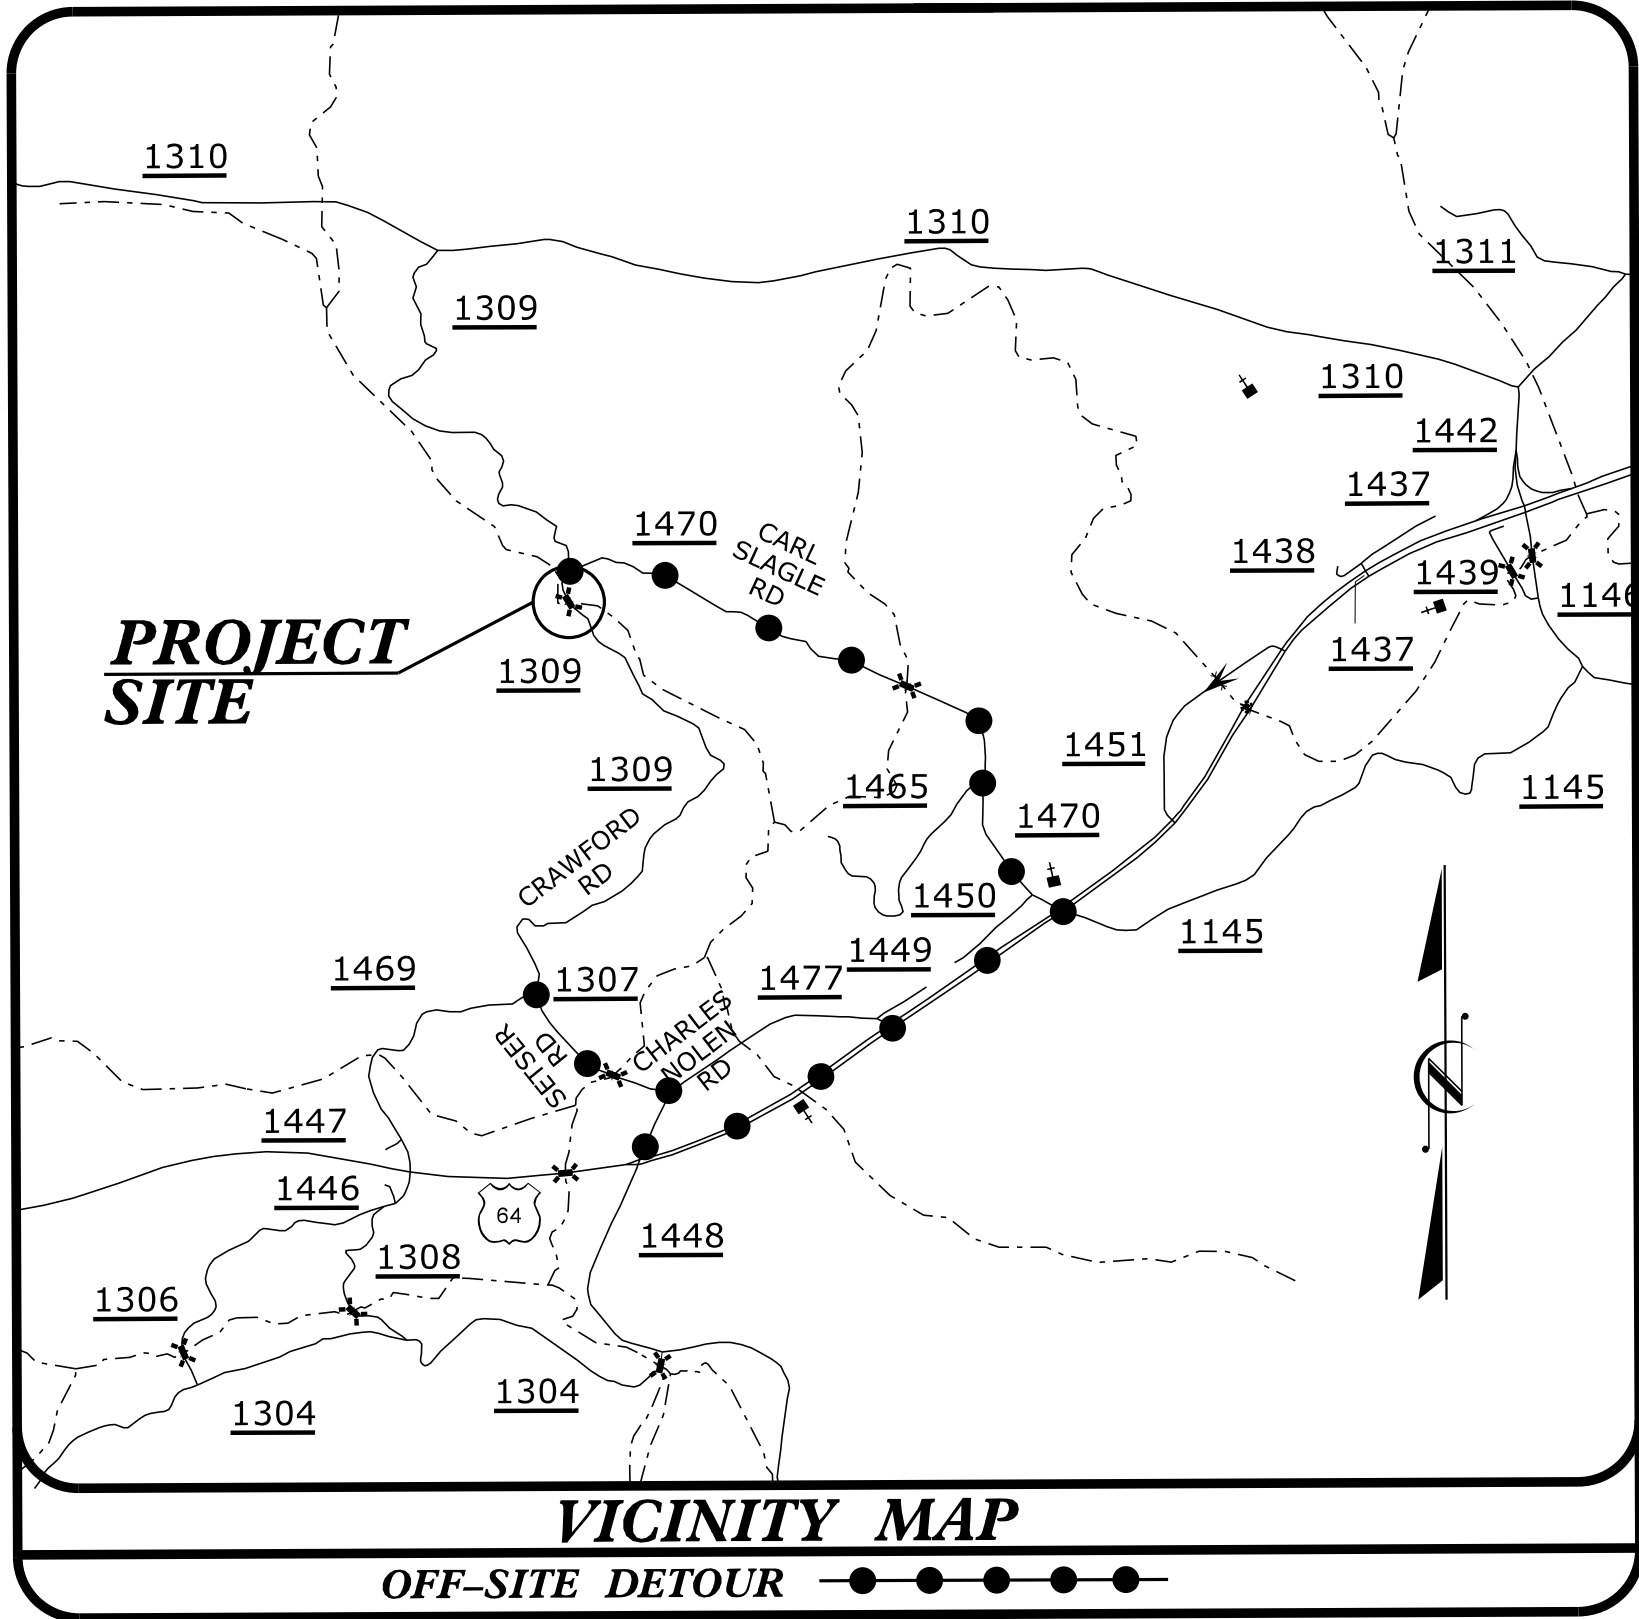 1310
1310
1311
1309
1310
1442
1437
1470
CARL
SLAGLE
RD
1438
1439
1146
PROJECT
SITE
1309
1437
1451
1309
1465
1145
1470
CRAWFORD
RD
1450
1145
1449
1469
1307
1477
CHARLES
NOLEN
RD
SETSER
RD
1447
1446
64
1448
1308
1306
1304
1304
N
VICINITY MAP
OFF–SITE DETOUR